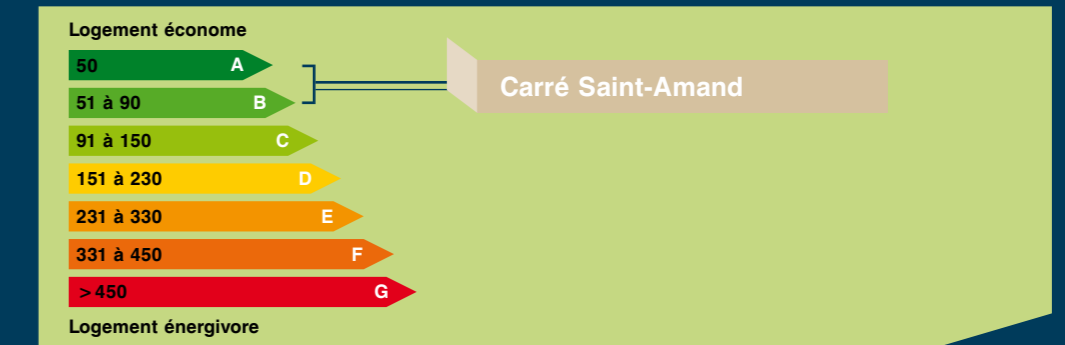 Logement économe
50 A
Carré Saint-Amand
51 à 90 B
91 à 150 C
151 à 230 D
231 à 330 E
331 à 450 F
>450 G
Logement énergivore